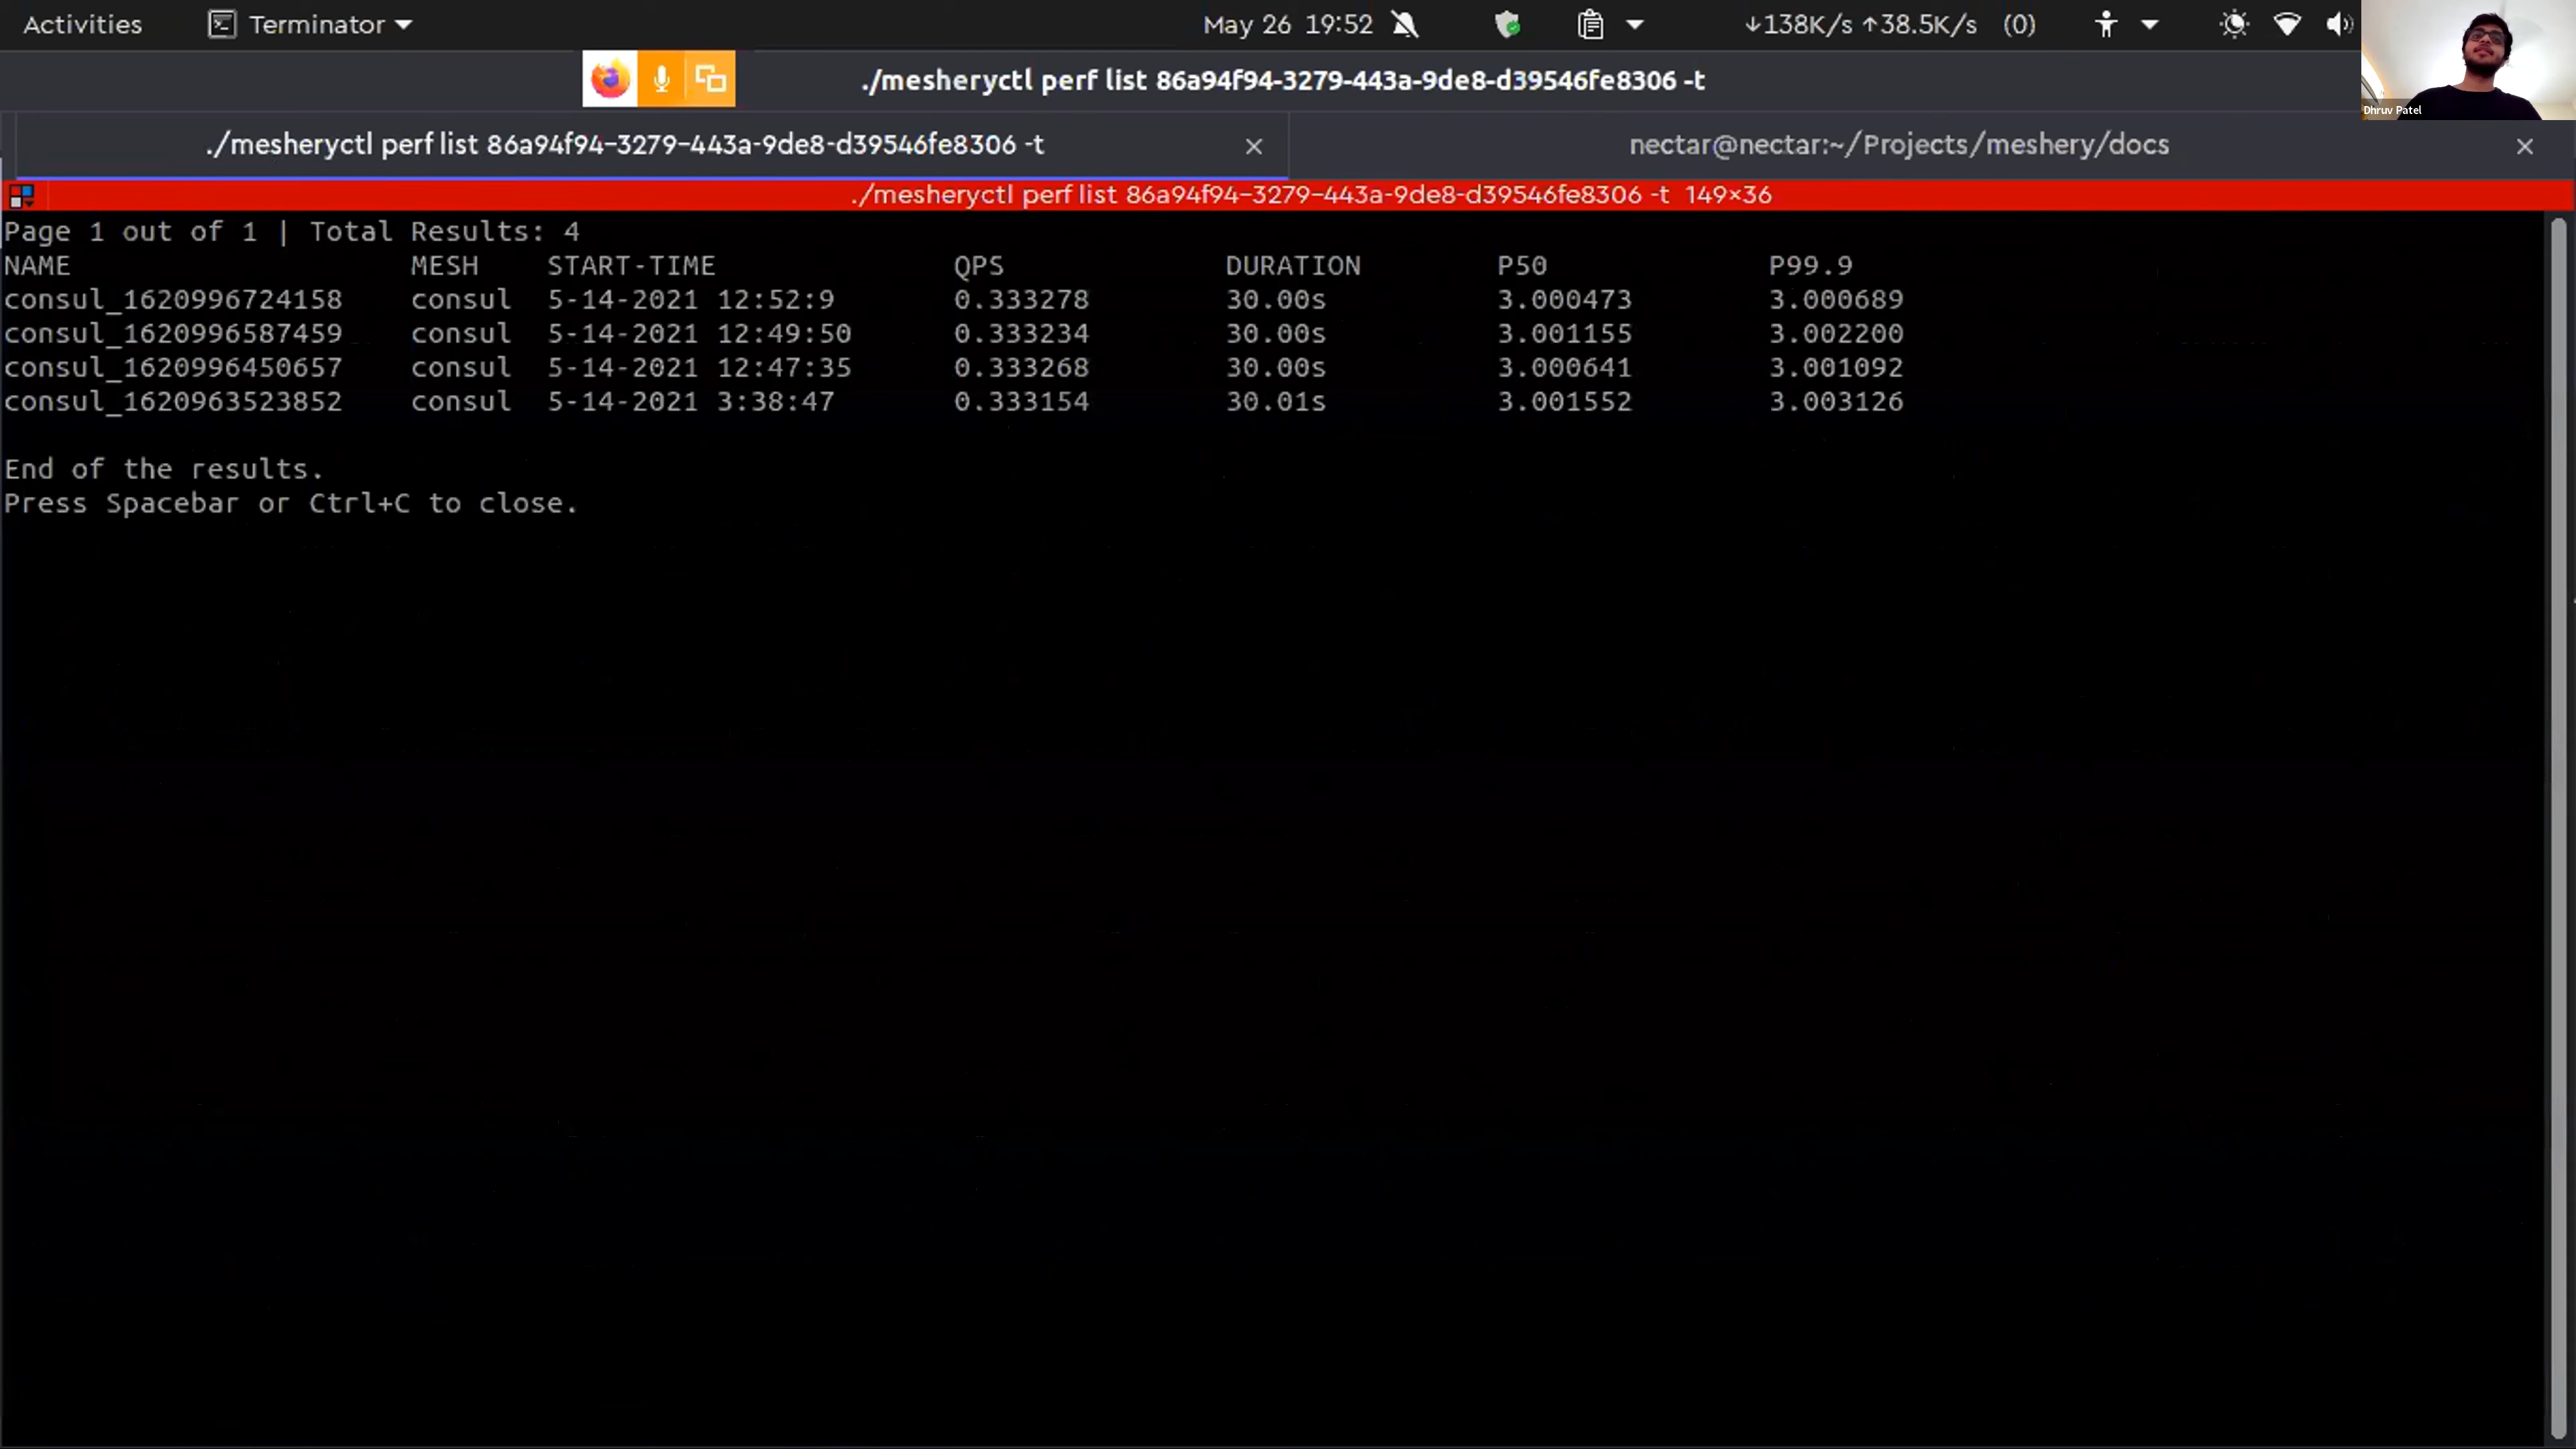 Activities Terminator May 26 19:52 ↓138K/s ↑38.5K/s (0)
./mesheryctl perf list 86a94f94-3279-443a-9de8-d39546fe8306 -t
Dhruv Patel
./mesheryctl perf list 86a94f94-3279-443a-9de8-d39546fe8306 -t × nectar@nectar:~/Projects/meshery/docs ×
./mesheryctl perf list 86a94f94-3279-443a-9de8-d39546fe8306 -t 149×36
Page 1 out of 1 | Total Results: 4
NAME MESH START-TIME QPS DURATION P50 P99.9
consul_1620996724158 consul 5-14-2021 12:52:9 0.333278 30.00s 3.000473 3.000689
consul_1620996587459 consul 5-14-2021 12:49:50 0.333234 30.00s 3.001155 3.002200
consul_1620996450657 consul 5-14-2021 12:47:35 0.333268 30.00s 3.000641 3.001092
consul_1620963523852 consul 5-14-2021 3:38:47 0.333154 30.01s 3.001552 3.003126
End of the results.
Press Spacebar or Ctrl+C to close.